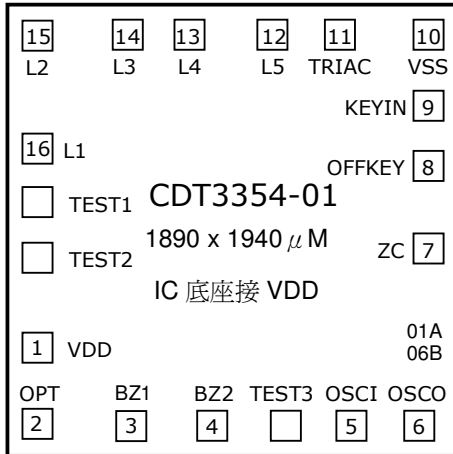 15 14 13 12 11 10
L2 L3 L4 L5 TRIAC VSS
KEYIN 9
16 L1
OFFKEY 8
TEST1 CDT3354-01
1890 x 1940 μM
ZC 7
TEST2
IC 底座接 VDD
1 VDD
01A
06B
OPT BZ1 BZ2 TEST3 OSCI OSCO
2 3 4 5 6